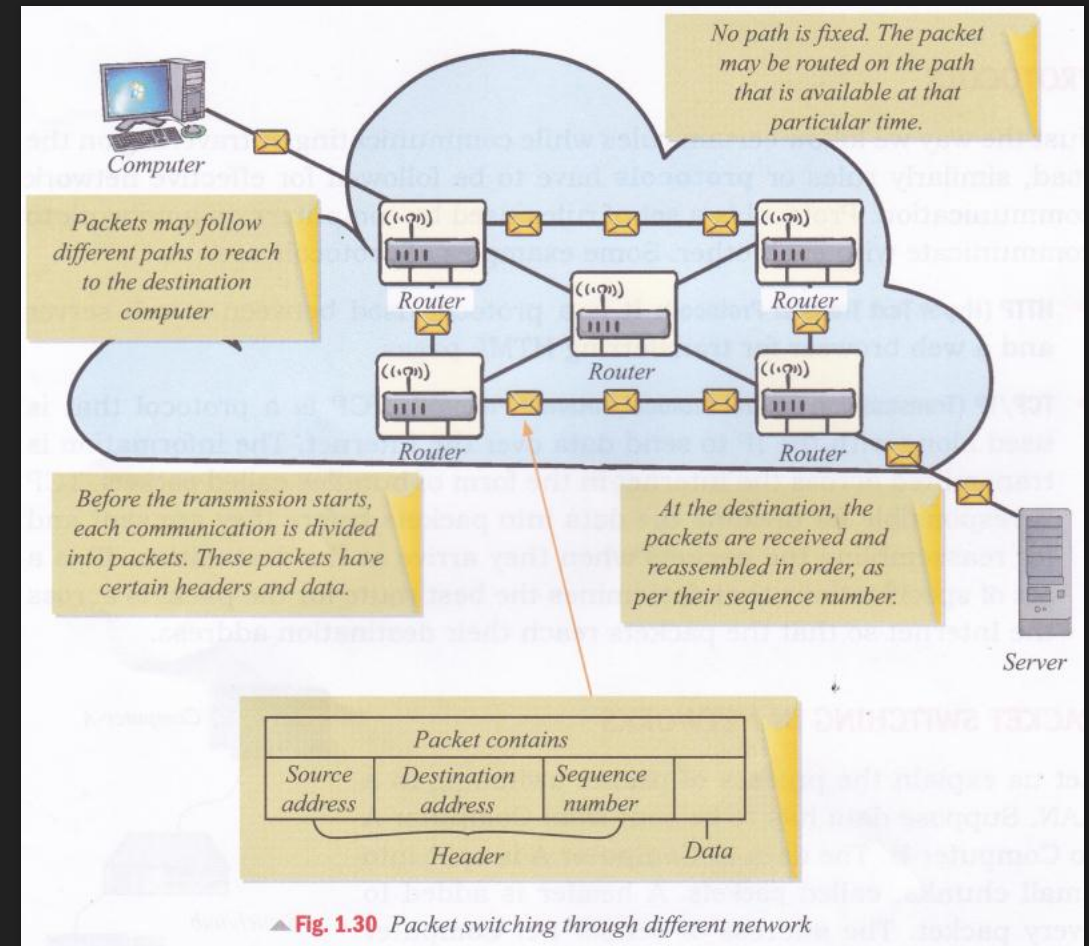 No path is fixed. The packet
may be routed on the path
that is available at that
particular time.
Computer
Packets may follow
different paths to reach
to the destination
computer
Router
Router
Router
Router
Router
Before the transmission starts,
each communication is divided
into packets. These packets have
certain headers and data.
At the destination, the
packets are received and
reassembled in order, as
per their sequence number.
Server
Packet contains
Source address
Destination address
Sequence number
Header
Data
Fig. 1.30 Packet switching through different network